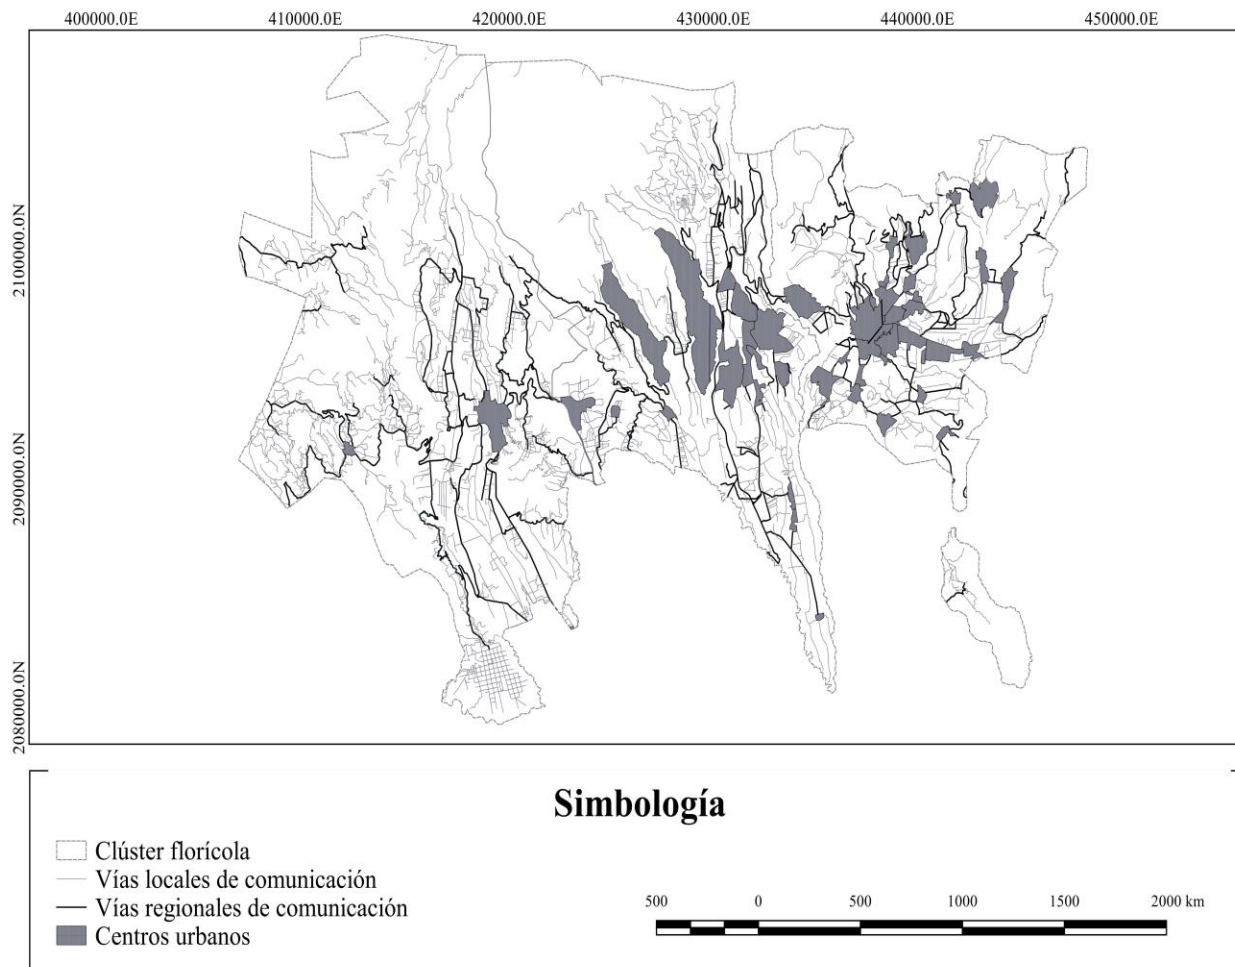 400000.0E 410000.0E 420000.0E 430000.0E 440000.0E 450000.0E
2100000.0N
2090000.0N
2080000.0N
Simbología
Clúster florícola
Vías locales de comunicación
Vías regionales de comunicación
Centros urbanos
500 0 500 1000 1500 2000 km